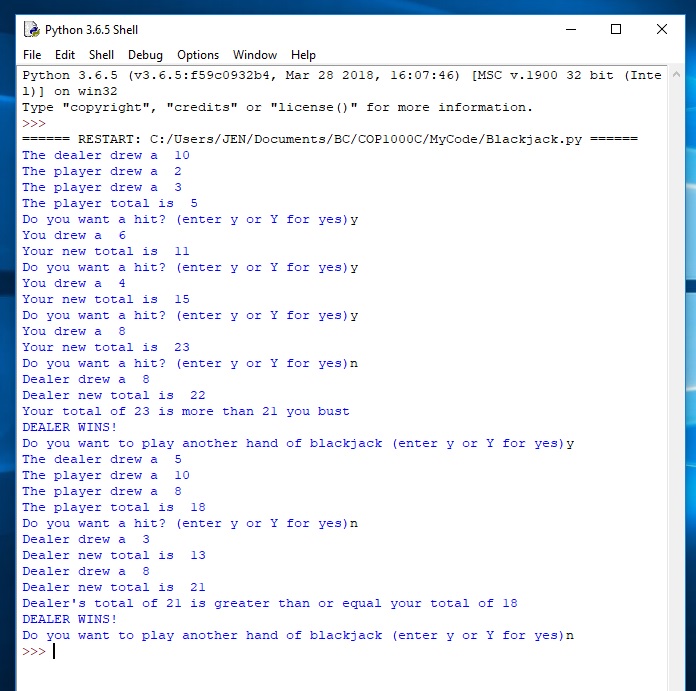 Python 3.6.5 Shell
File Edit Shell Debug Options Window Help
Python 3.6.5 (v3.6.5:f59c0932b4, Mar 28 2018, 16:07:46) [MSC v.1900 32 bit (Inte
l)] on win32
Type "copyright", "credits" or "license()" for more information.
>>>
====== RESTART: C:/Users/JEN/Documents/BC/COP1000C/MyCode/Blackjack.py ======
The dealer drew a  10
The player drew a  2
The player drew a  3
The player total is  5
Do you want a hit? (enter y or Y for yes)y
You drew a  6
Your new total is  11
Do you want a hit? (enter y or Y for yes)y
You drew a  4
Your new total is  15
Do you want a hit? (enter y or Y for yes)y
You drew a  8
Your new total is  23
Do you want a hit? (enter y or Y for yes)n
Dealer drew a  8
Dealer new total is  22
Your total of 23 is more than 21 you bust
DEALER WINS!
Do you want to play another hand of blackjack (enter y or Y for yes)y
The dealer drew a  5
The player drew a  10
The player drew a  8
The player total is  18
Do you want a hit? (enter y or Y for yes)n
Dealer drew a  3
Dealer new total is  13
Dealer drew a  8
Dealer new total is  21
Dealer's total of 21 is greater than or equal your total of 18
DEALER WINS!
Do you want to play another hand of blackjack (enter y or Y for yes)n
>>>